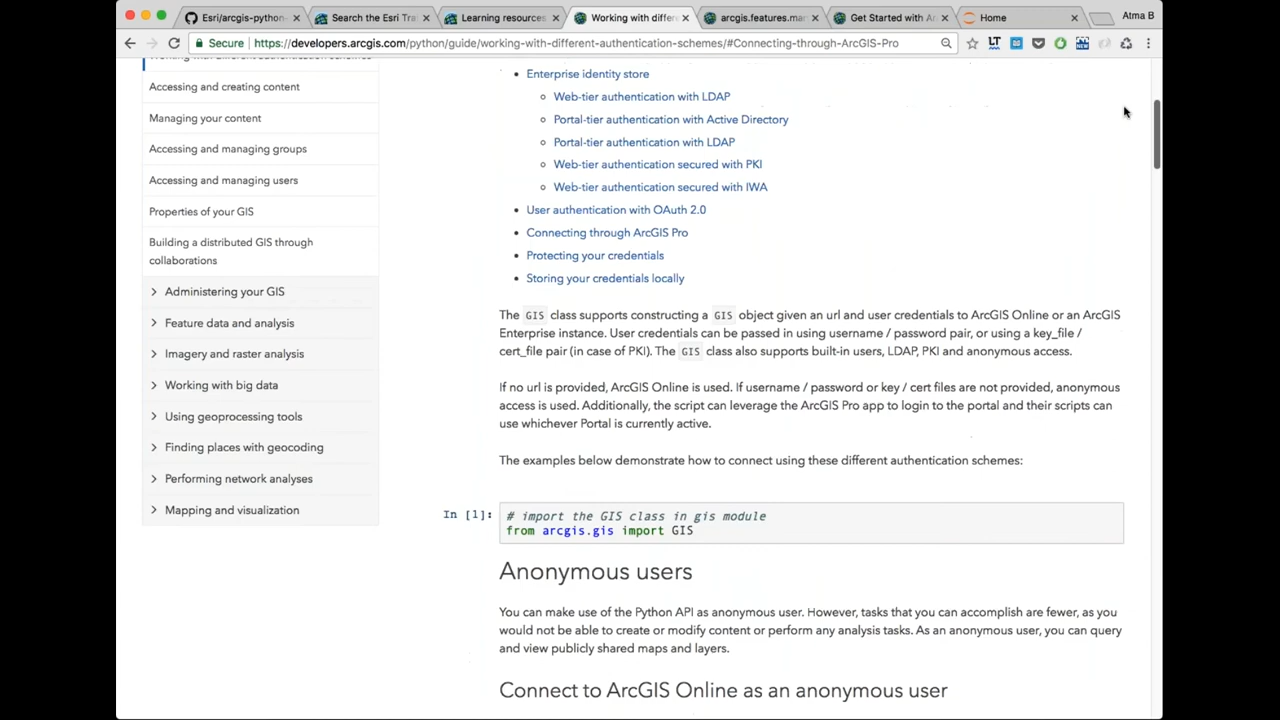 Esri/arcgis-python-
Search the Esri Tra
Learning resources
Working with differe
arcgis.features.ma
Get Started with A
Home
Atma B
Secure
https://developers.arcgis.com/python/guide/working-with-different-authentication-schemes/#Connecting-through-ArcGIS-Pro
Working with different authentication schemes
Accessing and creating content
Managing your content
Accessing and managing groups
Accessing and managing users
Properties of your GIS
Building a distributed GIS through
collaborations
Administering your GIS
Feature data and analysis
Imagery and raster analysis
Working with big data
Using geoprocessing tools
Finding places with geocoding
Performing network analyses
Mapping and visualization
Enterprise identity store
Web-tier authentication with LDAP
Portal-tier authentication with Active Directory
Portal-tier authentication with LDAP
Web-tier authentication secured with PKI
Web-tier authentication secured with IWA
User authentication with OAuth 2.0
Connecting through ArcGIS Pro
Protecting your credentials
Storing your credentials locally
The GIS class supports constructing a GIS object given an url and user credentials to ArcGIS Online or an ArcGIS
Enterprise instance. User credentials can be passed in using username / password pair, or using a key_file /
cert_file pair (in case of PKI). The GIS class also supports built-in users, LDAP, PKI and anonymous access.
If no url is provided, ArcGIS Online is used. If username / password or key / cert files are not provided, anonymous
access is used. Additionally, the script can leverage the ArcGIS Pro app to login to the portal and their scripts can
use whichever Portal is currently active.
The examples below demonstrate how to connect using these different authentication schemes:
In [1]:
# import the GIS class in gis module
from arcgis.gis import GIS
Anonymous users
You can make use of the Python API as anonymous user. However, tasks that you can accomplish are fewer, as you
would not be able to create or modify content or perform any analysis tasks. As an anonymous user, you can query
and view publicly shared maps and layers.
Connect to ArcGIS Online as an anonymous user